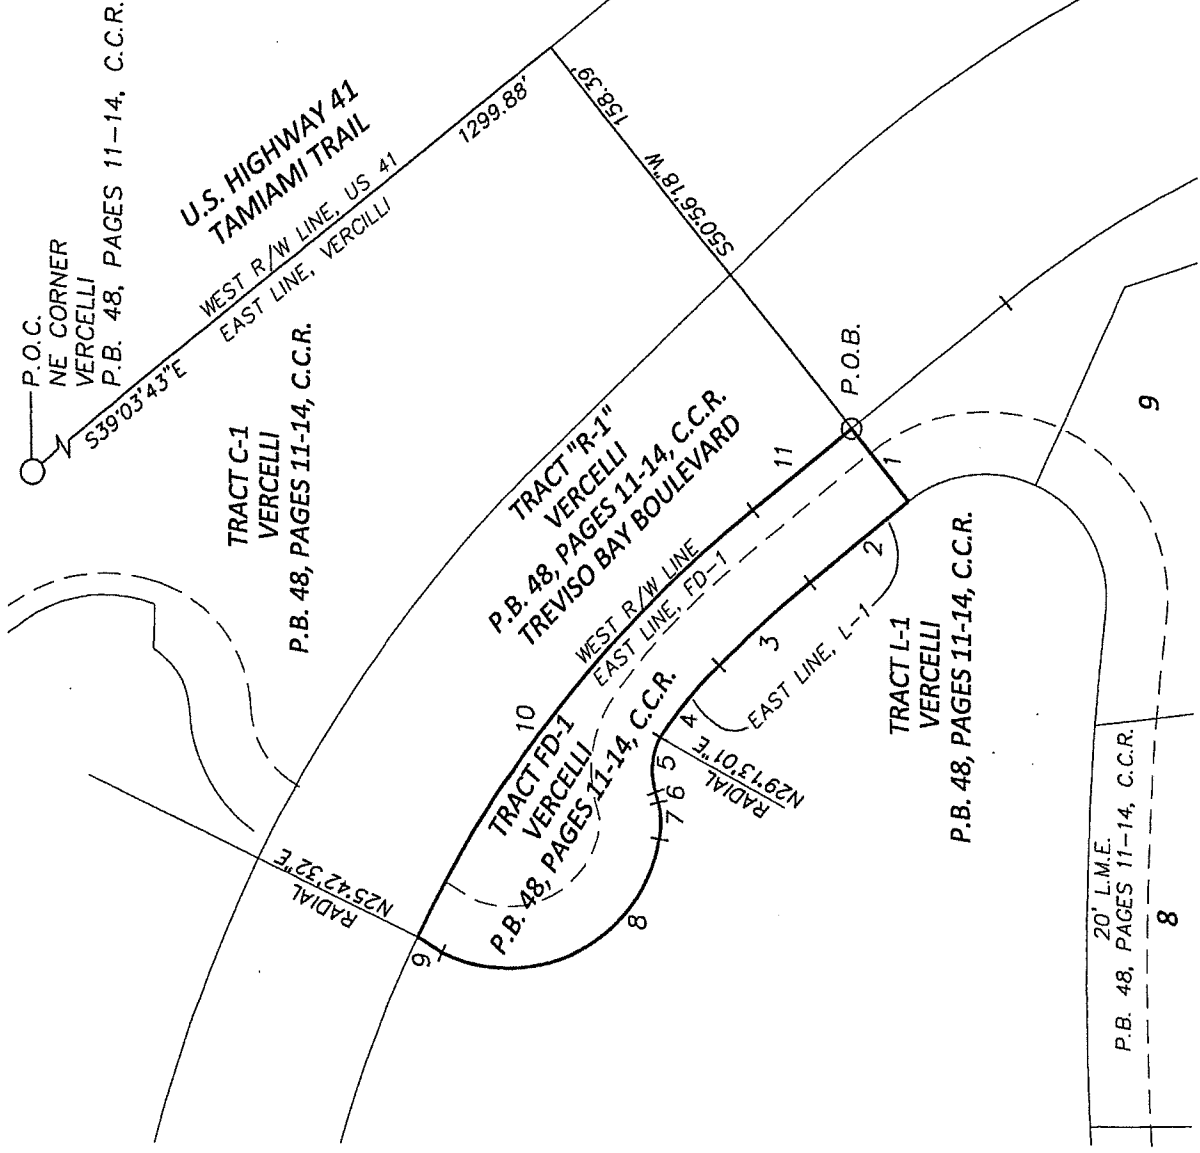 P.O.C.
NE CORNER
VERCELLI
P.B. 48, PAGES 11-14, C.C.R.
U.S. HIGHWAY 41
TAMIAMI TRAIL
WEST R/W LINE, US 41
EAST LINE, VERCILLI
S39°03'43"E
1299.88'
158.39'
S50°56'18"W
TRACT C-1
VERCELLI
P.B. 48, PAGES 11-14, C.C.R.
TRACT "R-1"
VERCELLI
P.B. 48, PAGES 11-14, C.C.R.
TREVISO BAY BOULEVARD
P.O.B.
WEST R/W LINE
EAST LINE, FD-1
TRACT FD-1
VERCELLI
P.B. 48, PAGES 11-14, C.C.R.
N25°42'32"E
RADIAL
N29°13'01"E
RADIAL
EAST LINE, L-1
1
2
3
4
5
6
7
8
9
10
11
TRACT L-1
VERCELLI
P.B. 48, PAGES 11-14, C.C.R.
20' L.M.E.
P.B. 48, PAGES 11-14, C.C.R.
8
9